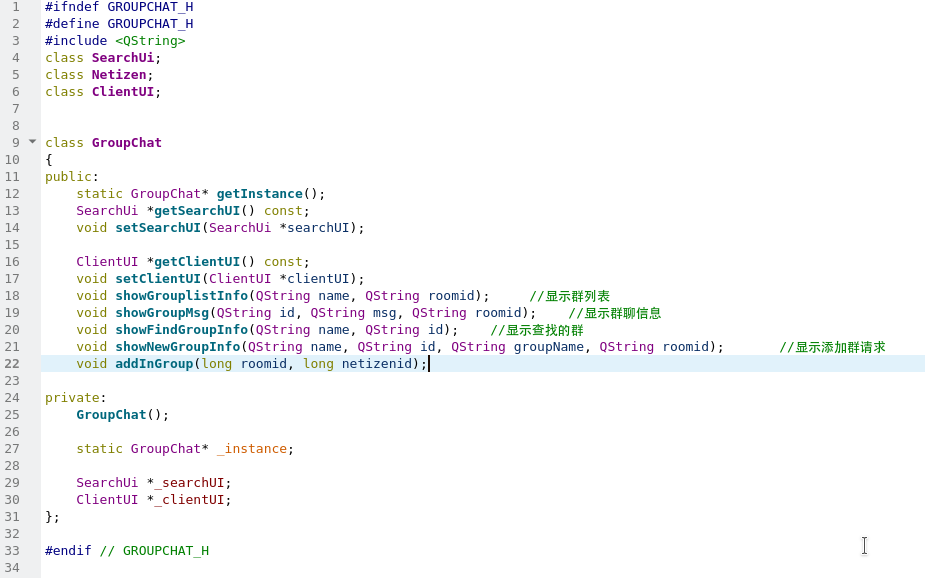 1 #ifndef GROUPCHAT_H
2 #define GROUPCHAT_H
3 #include <QString>
4 class SearchUi;
5 class Netizen;
6 class ClientUI;
7
8
9 class GroupChat
10 {
11 public:
12     static GroupChat* getInstance();
13     SearchUi *getSearchUI() const;
14     void setSearchUI(SearchUi *searchUI);
15
16     ClientUI *getClientUI() const;
17     void setClientUI(ClientUI *clientUI);
18     void showGrouplistInfo(QString name, QString roomid);     //显示群列表
19     void showGroupMsg(QString id, QString msg, QString roomid);    //显示群聊信息
20     void showFindGroupInfo(QString name, QString id);    //显示查找的群
21     void showNewGroupInfo(QString name, QString id, QString groupName, QString roomid);       //显示添加群请求
22     void addInGroup(long roomid, long netizenid);
23
24 private:
25     GroupChat();
26
27     static GroupChat* _instance;
28
29     SearchUi *_searchUI;
30     ClientUI *_clientUI;
31 };
32
33 #endif // GROUPCHAT_H
34